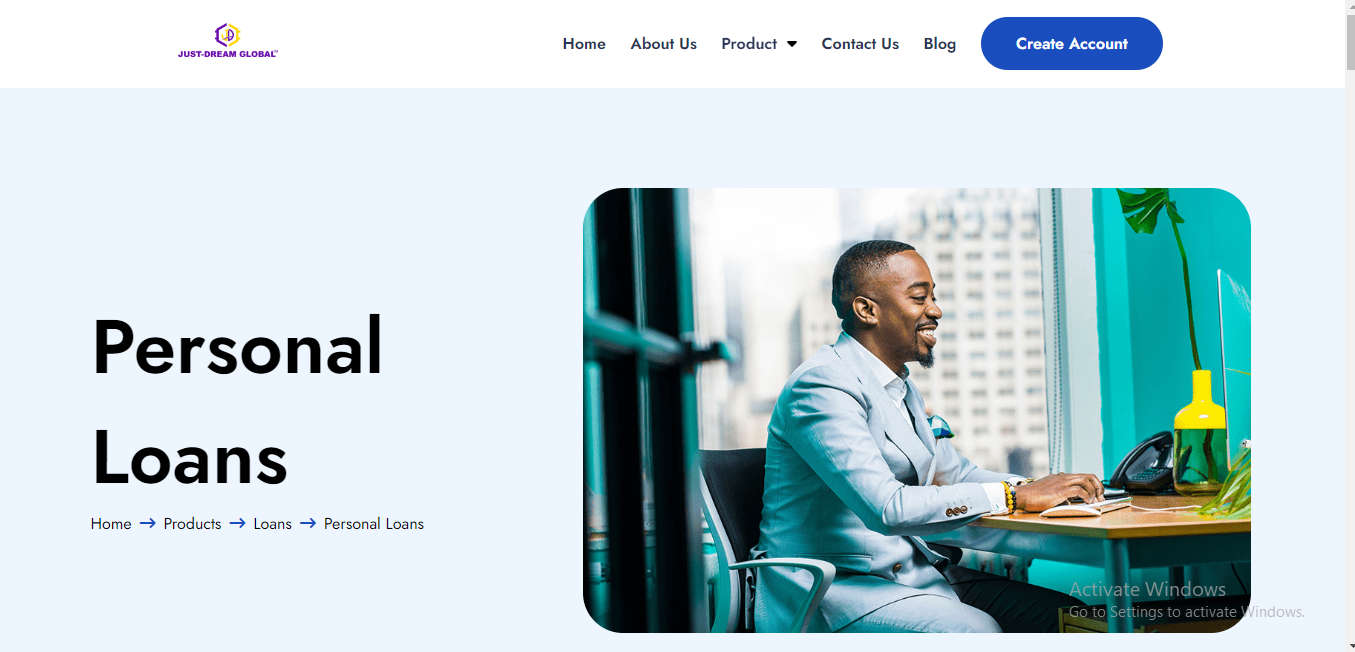 JD
JUST-DREAM GLOBAL
Home About Us Product Contact Us Blog Create Account
Personal
Loans
Home → Products → Loans → Personal Loans
Activate Windows
Go to Settings to activate Windows.